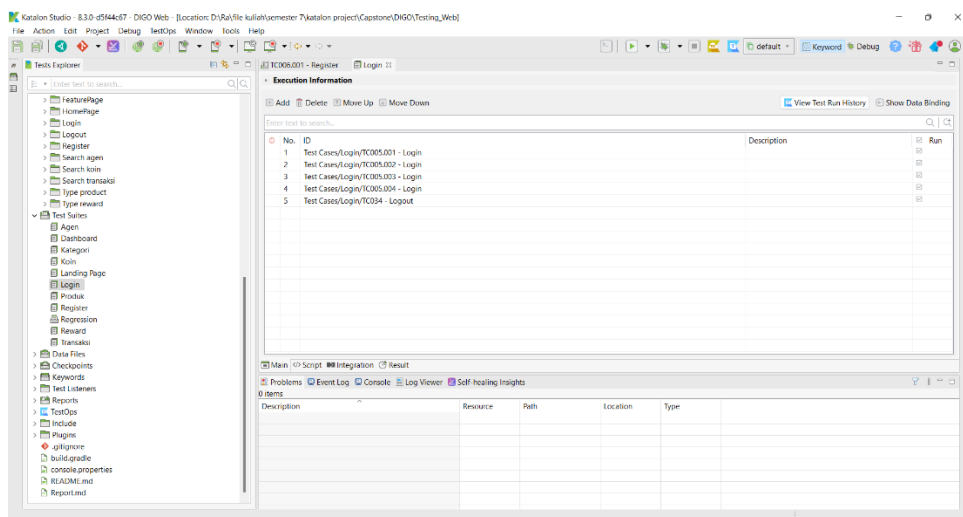 Katalon Studio - 8.3.0-d5f44c67 - DIGO Web - [Location: D:\Ra\file kuliah\semester 7\katalon project\Capstone\DIGO\Testing_Web]
File Action Edit Project Debug TestOps Window Tools Help
default Keyword Debug
Tests Explorer
Enter text to search...
FeaturePage
HomePage
Login
Logout
Register
Search agen
Search koin
Search transaksi
Type product
Type reward
Test Suites
Agen
Dashboard
Kategori
Koin
Landing Page
Login
Produk
Register
Regression
Reward
Transaksi
Data Files
Checkpoints
Keywords
Test Listeners
Reports
TestOps
Include
Plugins
.gitignore
build.gradle
console.properties
README.md
Report.md
TC006.001 - Register Login
Execution Information
Add Delete Move Up Move Down View Test Run History Show Data Binding
Enter text to search...
No. ID Description Run
1 Test Cases/Login/TC005.001 - Login
2 Test Cases/Login/TC005.002 - Login
3 Test Cases/Login/TC005.003 - Login
4 Test Cases/Login/TC005.004 - Login
5 Test Cases/Login/TC034 - Logout
Main Script Integration Result
Problems Event Log Console Log Viewer Self-healing Insights
0 items
Description Resource Path Location Type